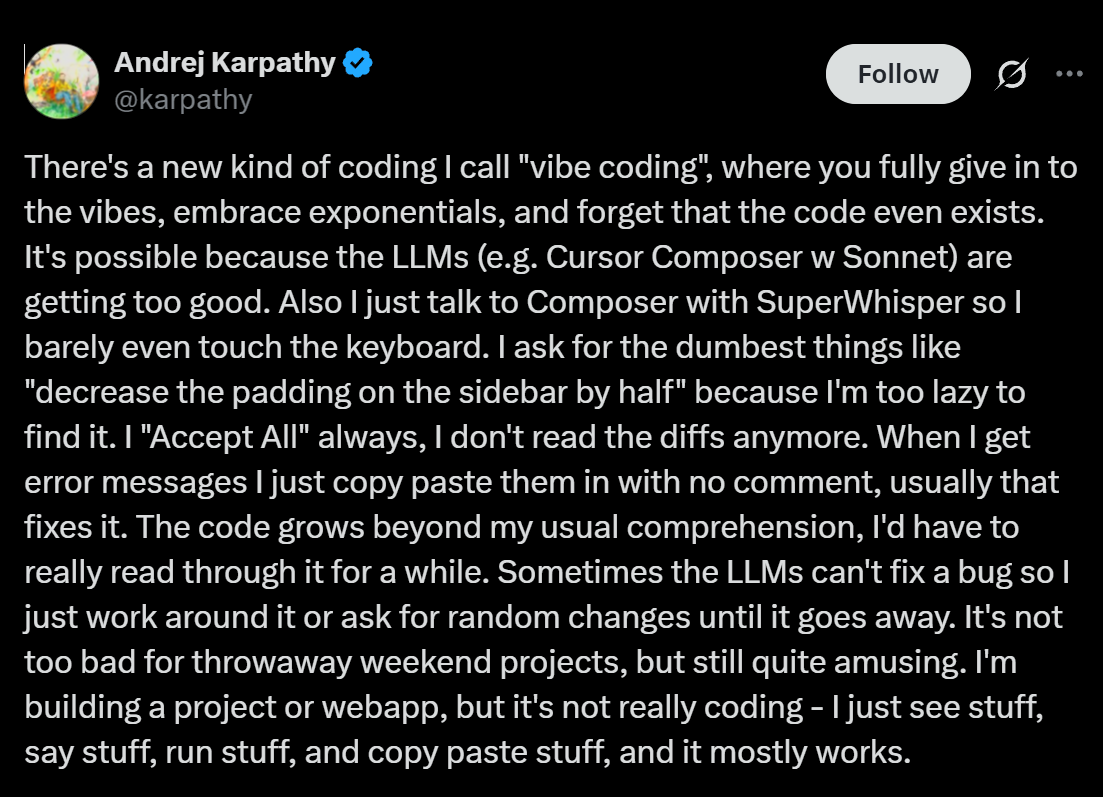 Andrej Karpathy
@karpathy
Follow
There's a new kind of coding I call "vibe coding", where you fully give in to
the vibes, embrace exponentials, and forget that the code even exists.
It's possible because the LLMs (e.g. Cursor Composer w Sonnet) are
getting too good. Also I just talk to Composer with SuperWhisper so I
barely even touch the keyboard. I ask for the dumbest things like
"decrease the padding on the sidebar by half" because I'm too lazy to
find it. I "Accept All" always, I don't read the diffs anymore. When I get
error messages I just copy paste them in with no comment, usually that
fixes it. The code grows beyond my usual comprehension, I'd have to
really read through it for a while. Sometimes the LLMs can't fix a bug so I
just work around it or ask for random changes until it goes away. It's not
too bad for throwaway weekend projects, but still quite amusing. I'm
building a project or webapp, but it's not really coding - I just see stuff,
say stuff, run stuff, and copy paste stuff, and it mostly works.